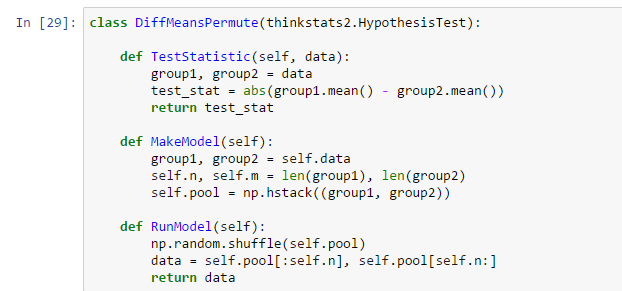 In [29]: class DiffMeansPermute(thinkstats2.HypothesisTest):

    def TestStatistic(self, data):
        group1, group2 = data
        test_stat = abs(group1.mean() - group2.mean())
        return test_stat

    def MakeModel(self):
        group1, group2 = self.data
        self.n, self.m = len(group1), len(group2)
        self.pool = np.hstack((group1, group2))

    def RunModel(self):
        np.random.shuffle(self.pool)
        data = self.pool[:self.n], self.pool[self.n:]
        return data